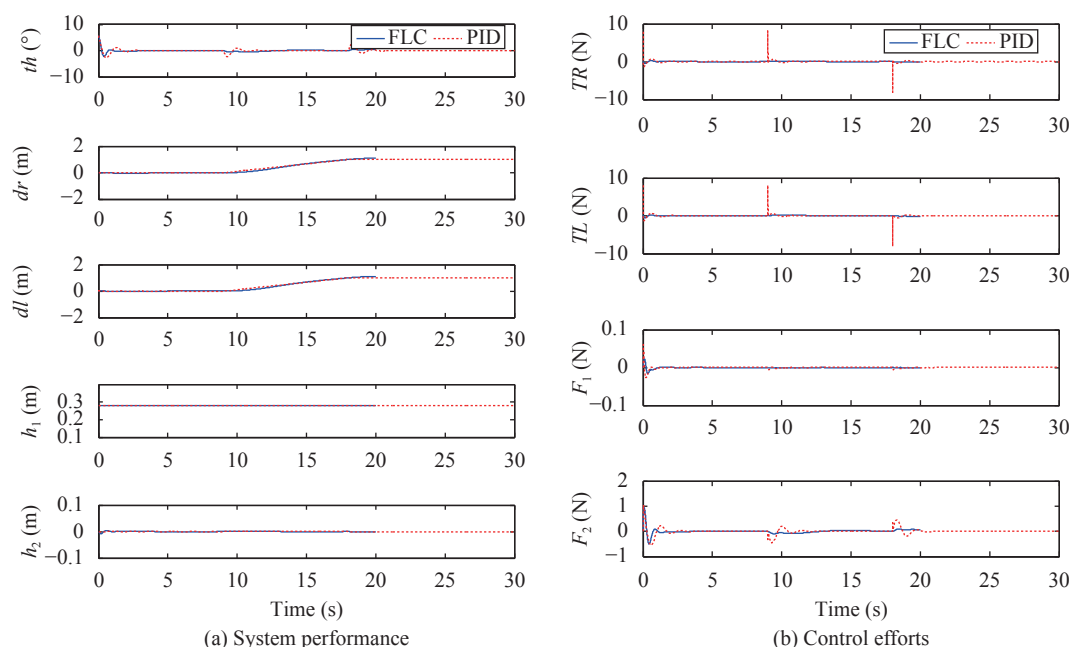 th (°)
10
0
−10
FLC
PID
0 5 10 15 20 25 30
dr (m)
2
0
−2
0 5 10 15 20 25 30
dl (m)
2
0
−2
0 5 10 15 20 25 30
h1 (m)
0.3
0.2
0.1
0 5 10 15 20 25 30
h2 (m)
0.1
0
−0.1
0 5 10 15 20 25 30
Time (s)
(a) System performance
TR (N)
10
0
−10
FLC
PID
0 5 10 15 20 25 30
TL (N)
10
0
−10
0 5 10 15 20 25 30
F1 (N)
0.1
0
−0.1
0 5 10 15 20 25 30
F2 (N)
2
1
0
−1
0 5 10 15 20 25 30
Time (s)
(b) Control efforts